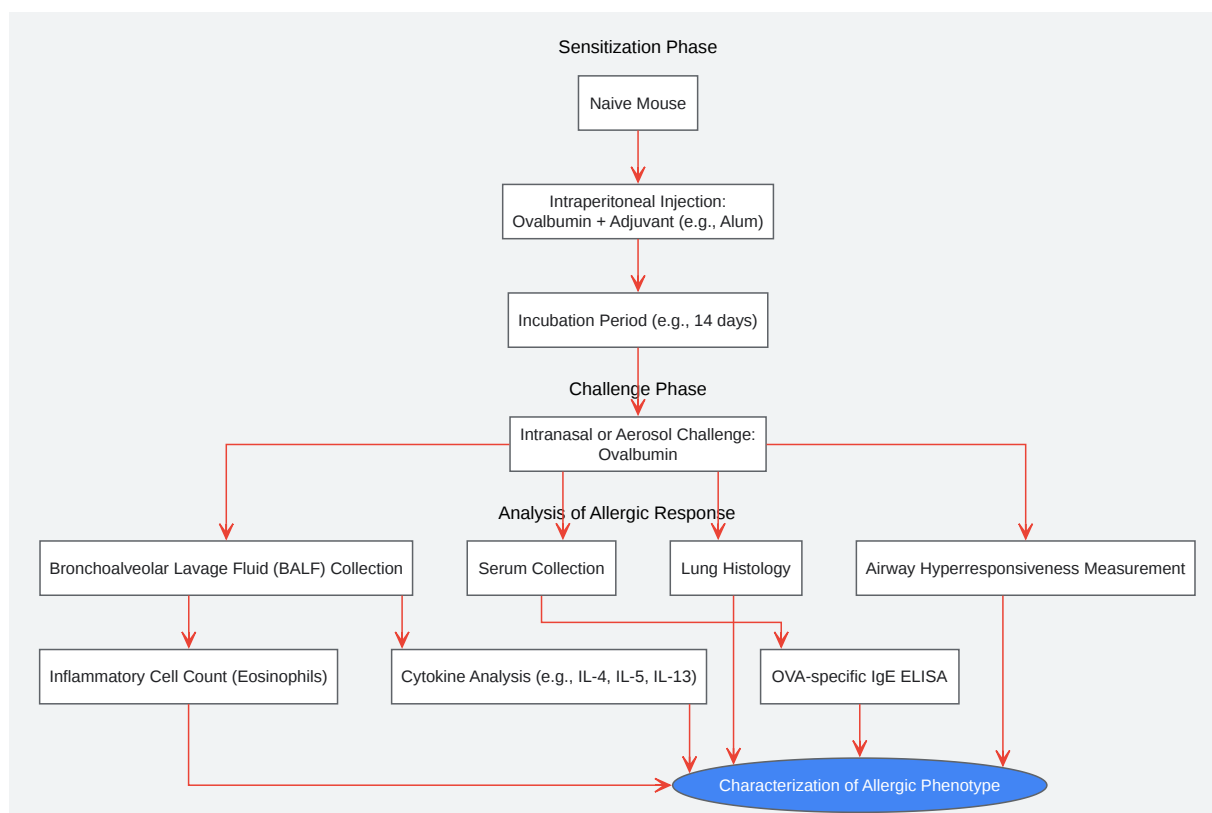 Sensitization Phase
Naive Mouse
Intraperitoneal Injection:
Ovalbumin + Adjuvant (e.g., Alum)
Incubation Period (e.g., 14 days)
Challenge Phase
Intranasal or Aerosol Challenge:
Ovalbumin
Analysis of Allergic Response
Bronchoalveolar Lavage Fluid (BALF) Collection
Serum Collection
Lung Histology
Airway Hyperresponsiveness Measurement
Inflammatory Cell Count (Eosinophils)
Cytokine Analysis (e.g., IL-4, IL-5, IL-13)
OVA-specific IgE ELISA
Characterization of Allergic Phenotype